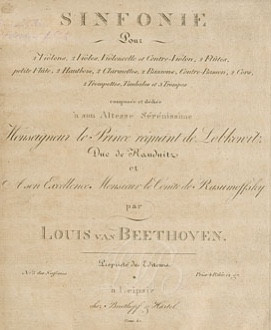 SINFONIE
Pour
2 Violons, 2 Violes, Violoncelle et Contre-Violon, 2 Flûtes,
petite Flûte, 2 Hautbois, 2 Clarinettes, 2 Bassons, Contre-Basson, 2 Cors,
2 Trompettes, Timbales et 3 Trompes
composée et dediée
à son Altesse Sérénissime
Monseigneur le Prince régnant de Lobkowitz
Duc de Raudnitz
et
A son Excellence Monsieur le Comte de Rasumoffsky
par
LOUIS VAN BEETHOVEN.
Propriété des Editeurs.
à Leipsic
chez Breitkopf & Härtel